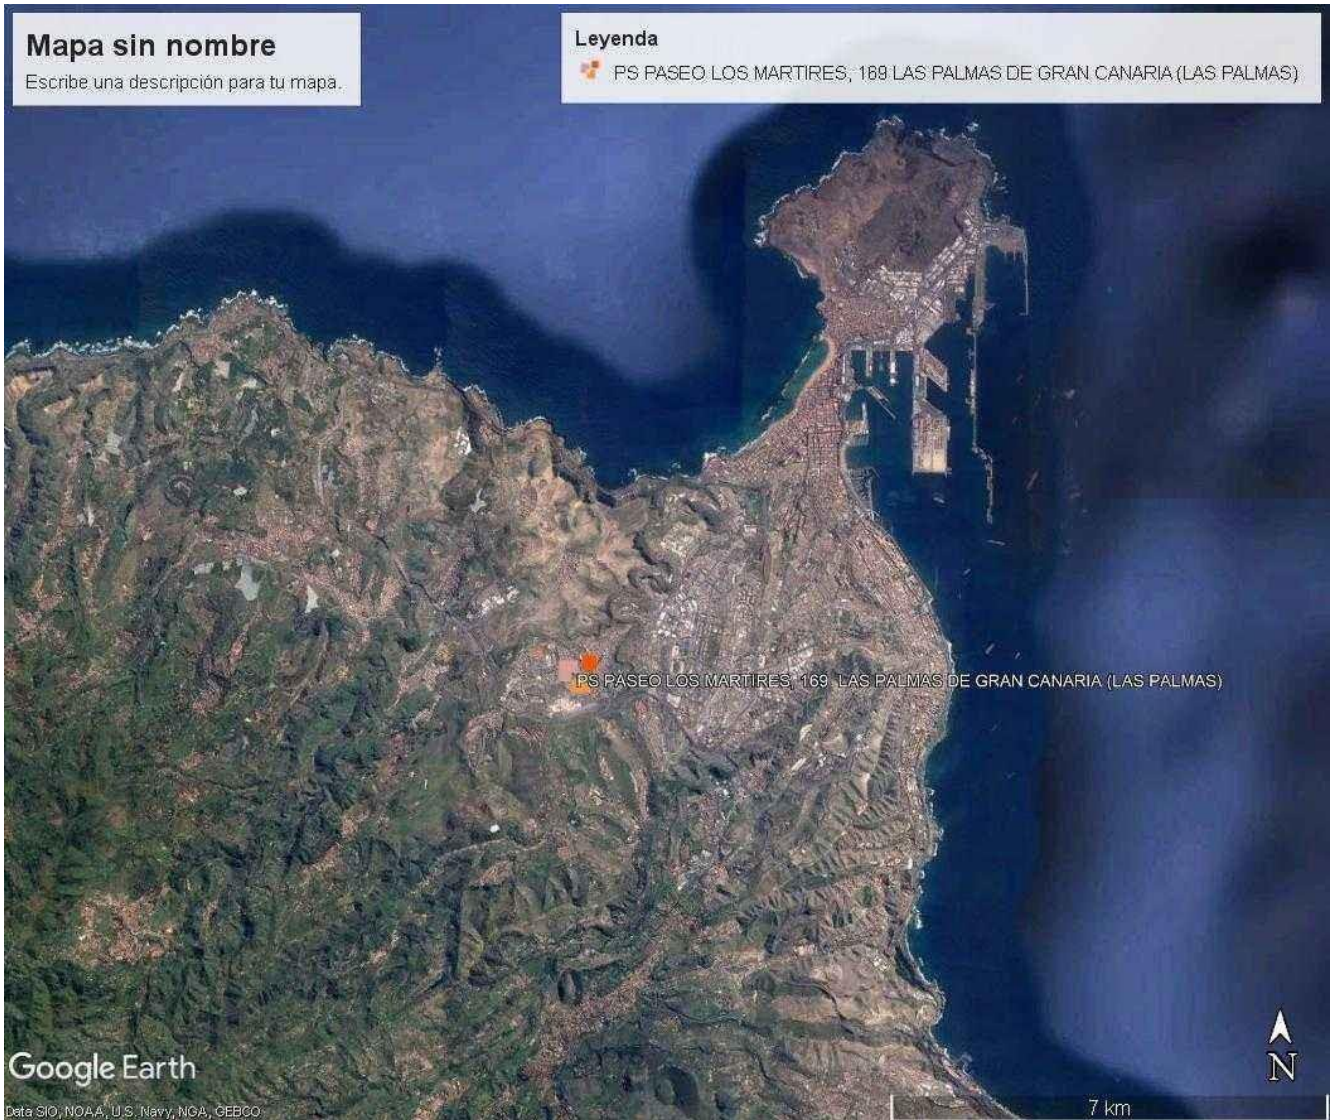 Mapa sin nombre
Escribe una descripción para tu mapa.
Leyenda
PS PASEO LOS MARTIRES, 169 LAS PALMAS DE GRAN CANARIA (LAS PALMAS)
PS PASEO LOS MARTIRES, 169 LAS PALMAS DE GRAN CANARIA (LAS PALMAS)
Google Earth
N
Data SIO, NOAA, U.S. Navy, NGA, GEBCO
7 km